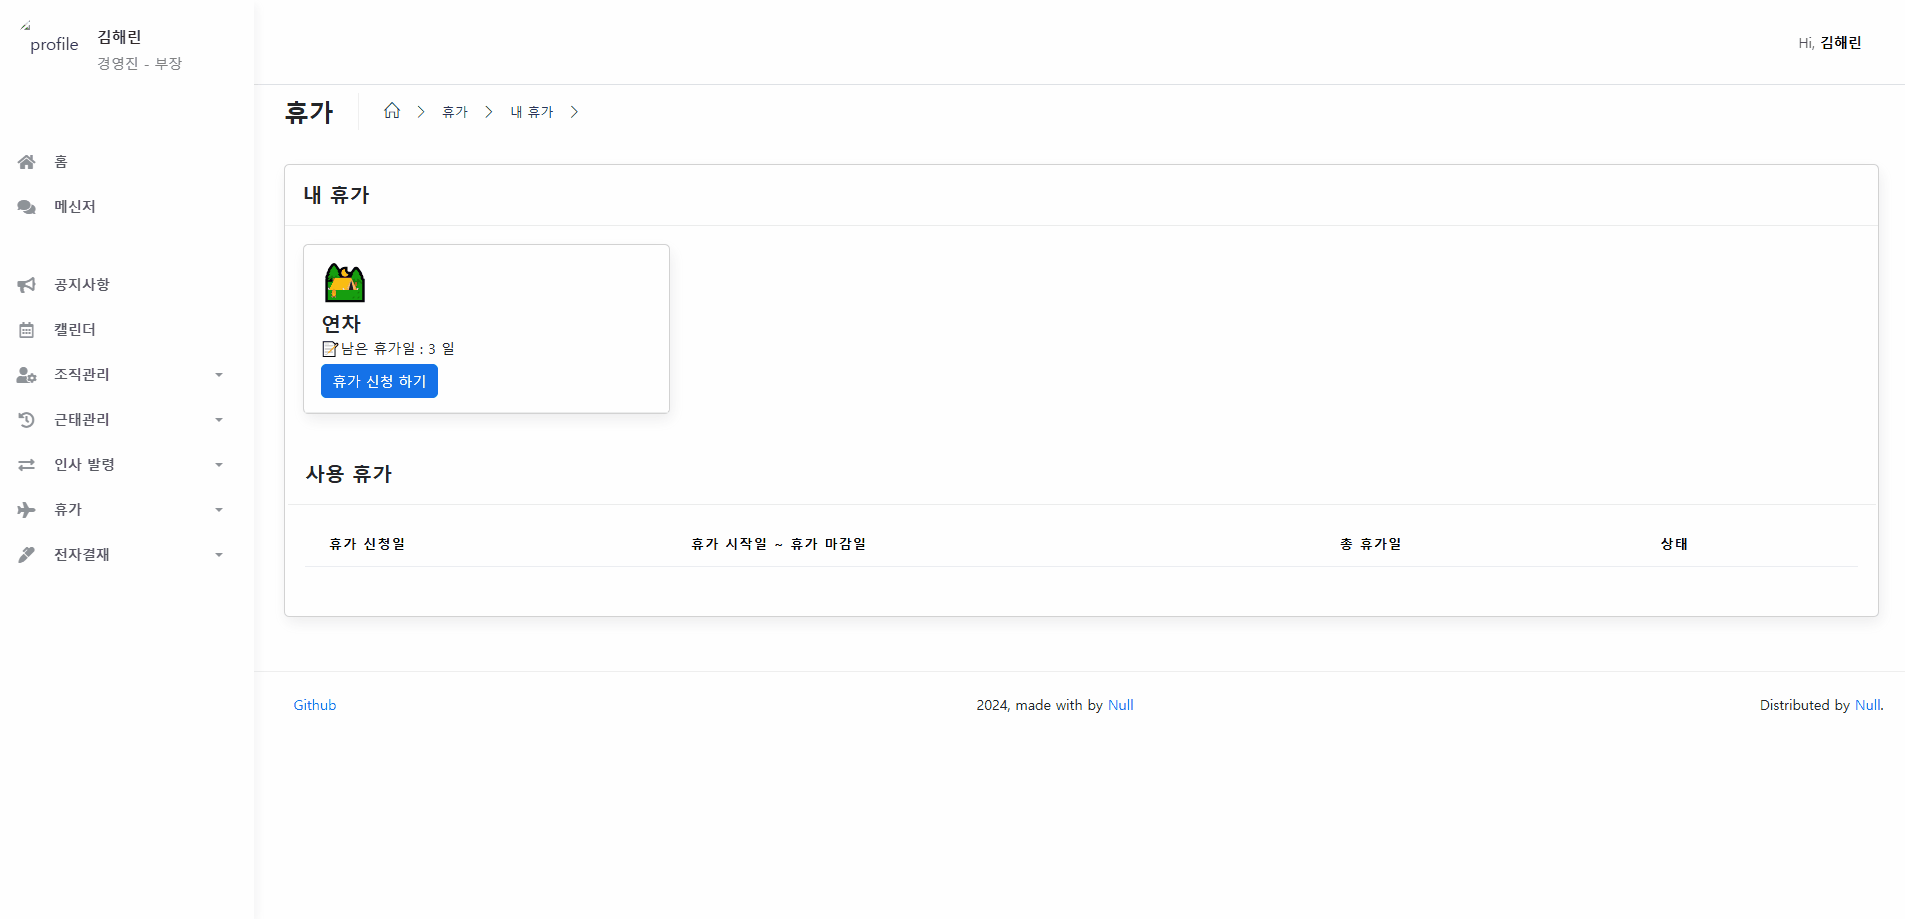 profile
김해린
경영진 - 부장
홈
메신저
공지사항
캘린더
조직관리
근태관리
인사 발령
휴가
전자결재
Hi, 김해린
휴가
휴가
내 휴가
내 휴가
연차
남은 휴가일 : 3 일
휴가 신청 하기
사용 휴가
휴가 신청일 휴가 시작일 ~ 휴가 마감일 총 휴가일 상태
Github 2024, made with by Null Distributed by Null.